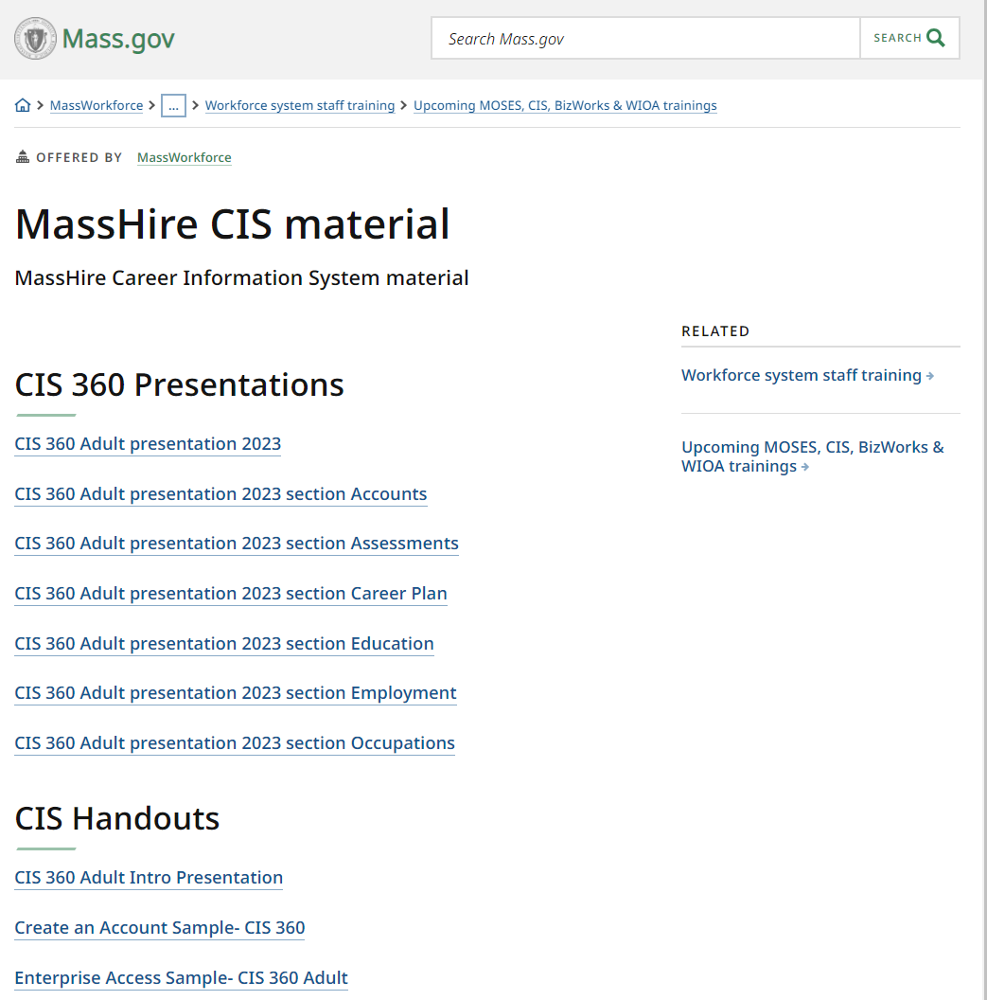 Mass.gov
Search Mass.gov
SEARCH
MassWorkforce
...
Workforce system staff training
Upcoming MOSES, CIS, BizWorks & WIOA trainings
OFFERED BY MassWorkforce
MassHire CIS material
MassHire Career Information System material
CIS 360 Presentations
CIS 360 Adult presentation 2023
CIS 360 Adult presentation 2023 section Accounts
CIS 360 Adult presentation 2023 section Assessments
CIS 360 Adult presentation 2023 section Career Plan
CIS 360 Adult presentation 2023 section Education
CIS 360 Adult presentation 2023 section Employment
CIS 360 Adult presentation 2023 section Occupations
CIS Handouts
CIS 360 Adult Intro Presentation
Create an Account Sample- CIS 360
Enterprise Access Sample- CIS 360 Adult
RELATED
Workforce system staff training
Upcoming MOSES, CIS, BizWorks &
WIOA trainings